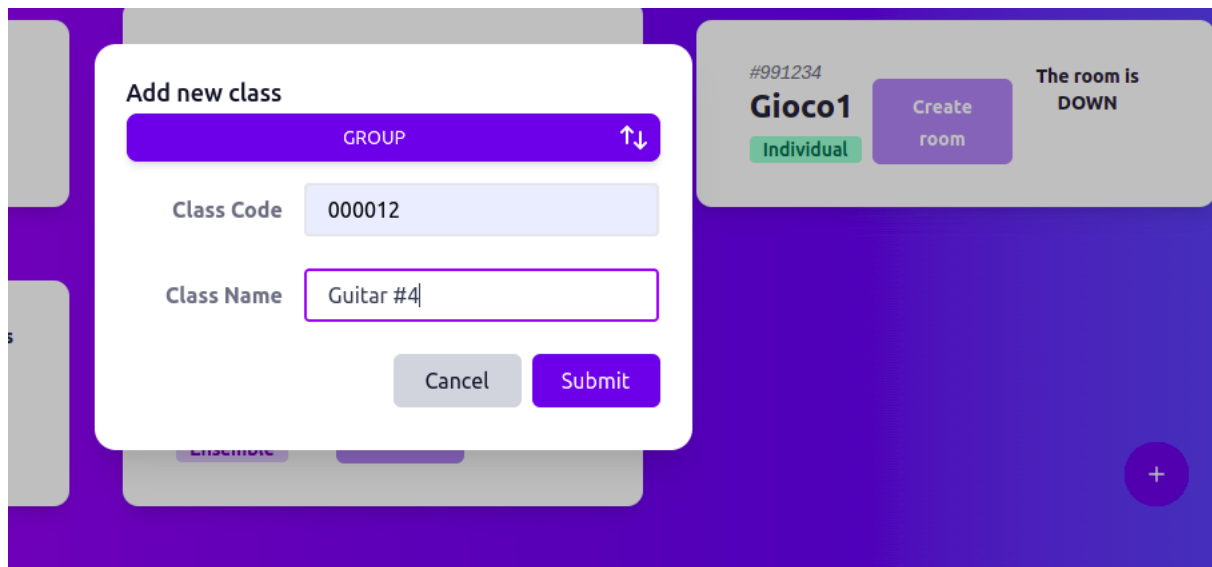 Add new class
GROUP
Class Code
000012
Class Name
Guitar #4
Cancel
Submit
Ensemble
#991234
Gioco1
Individual
Create
room
The room is
DOWN
s
+